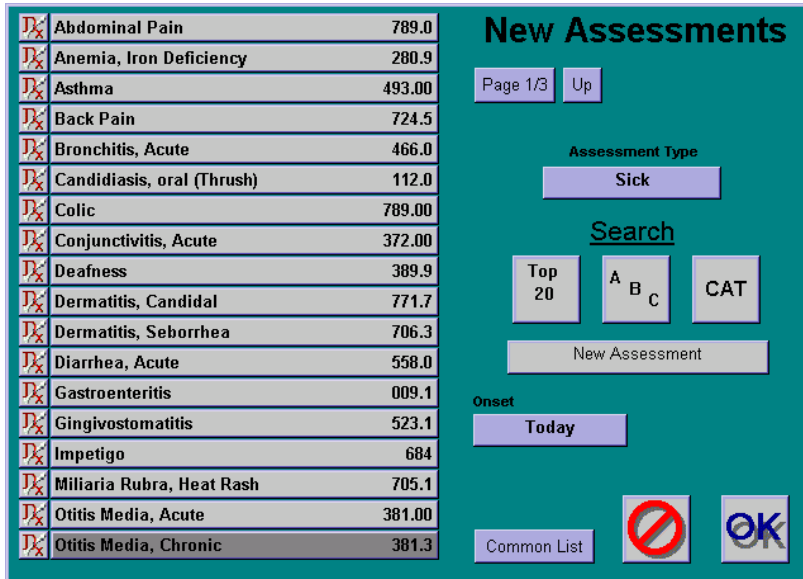 Abdominal Pain 789.0
Anemia, Iron Deficiency 280.9
Asthma 493.00
Back Pain 724.5
Bronchitis, Acute 466.0
Candidiasis, oral (Thrush) 112.0
Colic 789.00
Conjunctivitis, Acute 372.00
Deafness 389.9
Dermatitis, Candidal 771.7
Dermatitis, Seborrhea 706.3
Diarrhea, Acute 558.0
Gastroenteritis 009.1
Gingivostomatitis 523.1
Impetigo 684
Miliaria Rubra, Heat Rash 705.1
Otitis Media, Acute 381.00
Otitis Media, Chronic 381.3
New Assessments
Page 1/3 Up
Assessment Type
Sick
Search
Top 
20
A B C
CAT
New Assessment
Onset
Today
Common List
OK